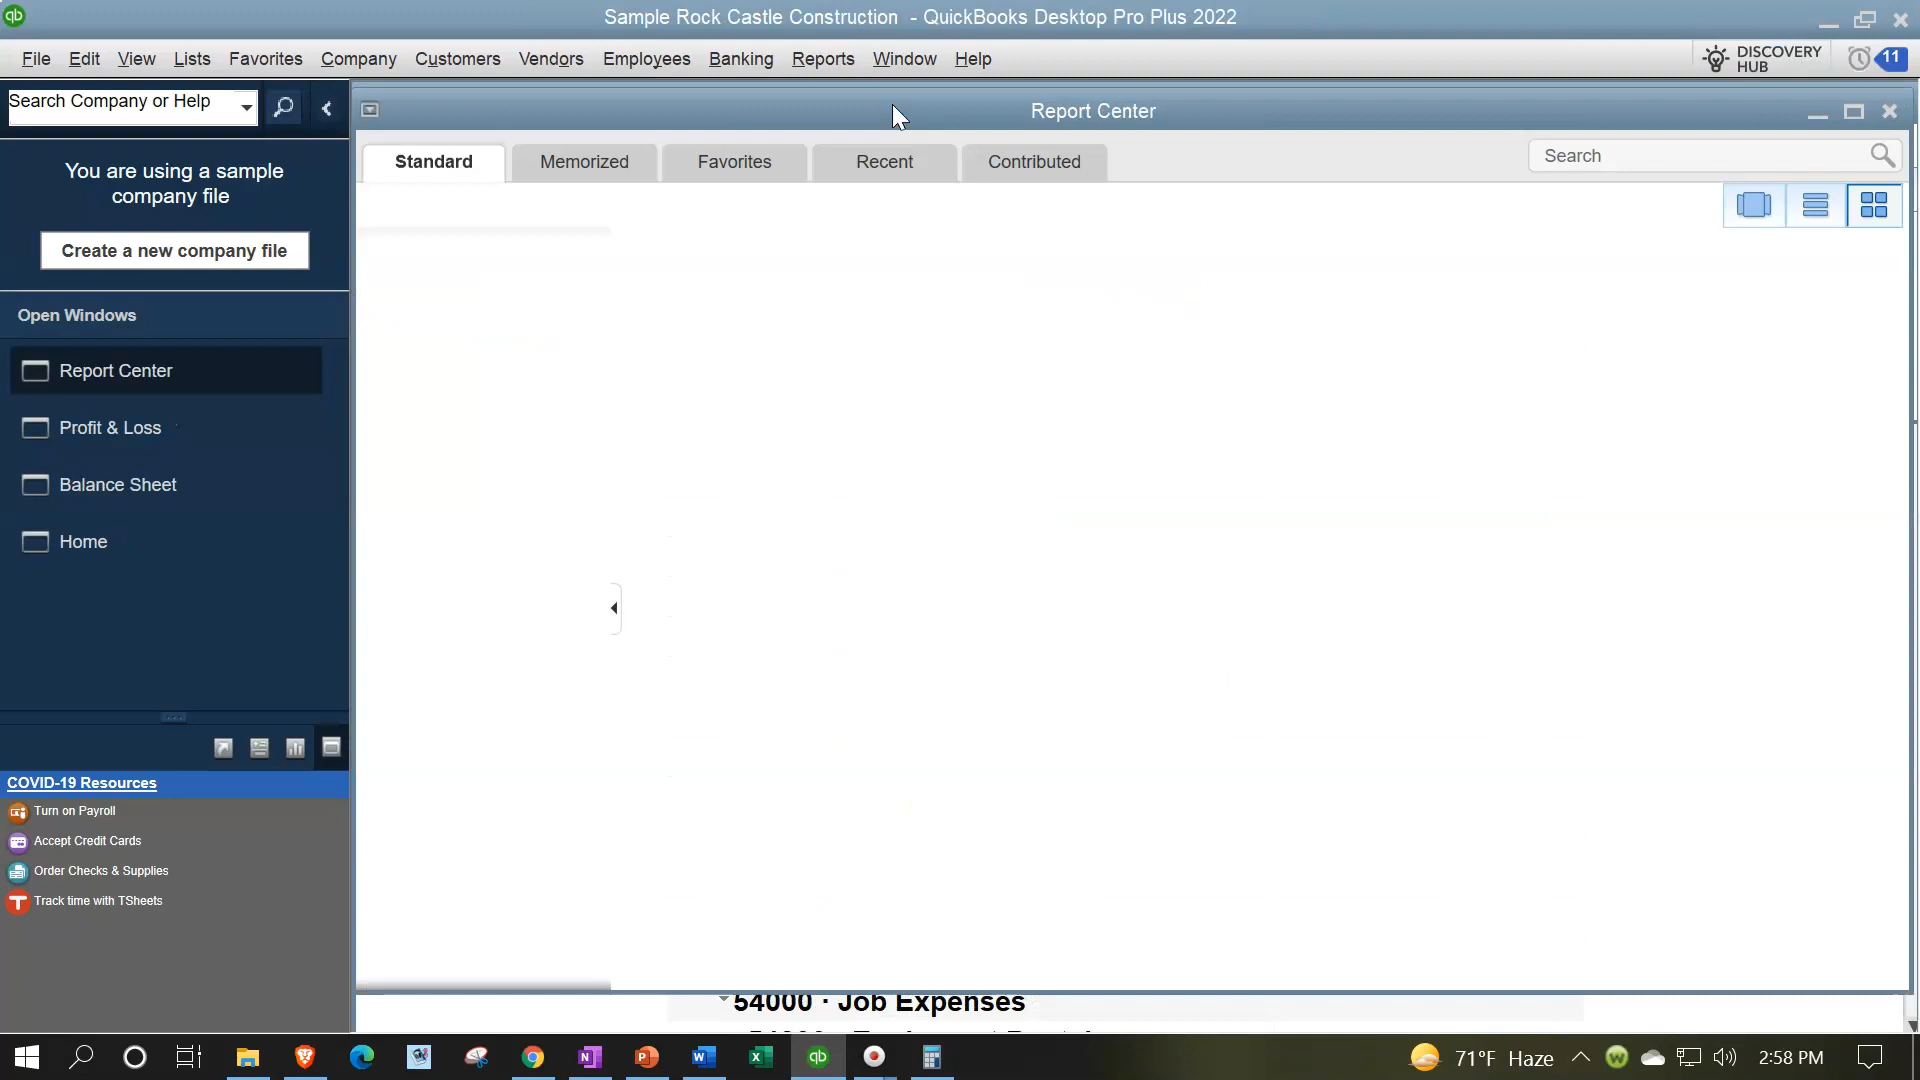 qb
Sample Rock Castle Construction - QuickBooks Desktop Pro Plus 2022
File Edit View Lists Favorites Company Customers Vendors Employees Banking Reports Window Help
DISCOVERY
HUB
11
Search Company or Help
Report Center
Standard Memorized Favorites Recent Contributed
Search
You are using a sample
company file
Create a new company file
Open Windows
Report Center
Profit & Loss
Balance Sheet
Home
COVID-19 Resources
Turn on Payroll
Accept Credit Cards
Order Checks & Supplies
Track time with TSheets
54000 · Job Expenses
71°F Haze
2:58 PM